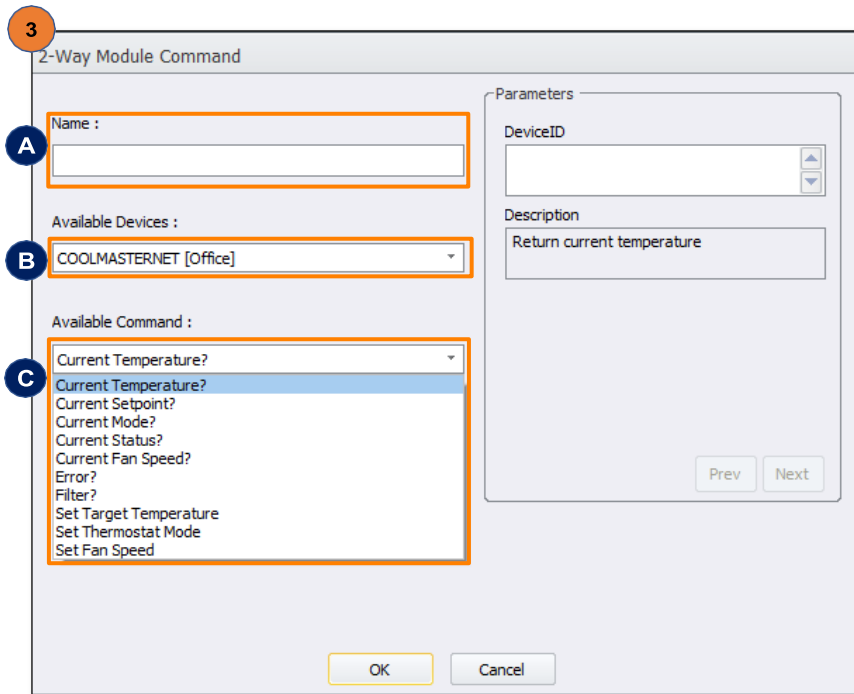 3
2-Way Module Command
A
Name :
B
Available Devices :
COOLMASTERNET [Office]
C
Available Command :
Current Temperature?
Current Temperature?
Current Setpoint?
Current Mode?
Current Status?
Current Fan Speed?
Error?
Filter?
Set Target Temperature
Set Thermostat Mode
Set Fan Speed
Parameters
DeviceID
Description
Return current temperature
Prev
Next
OK
Cancel